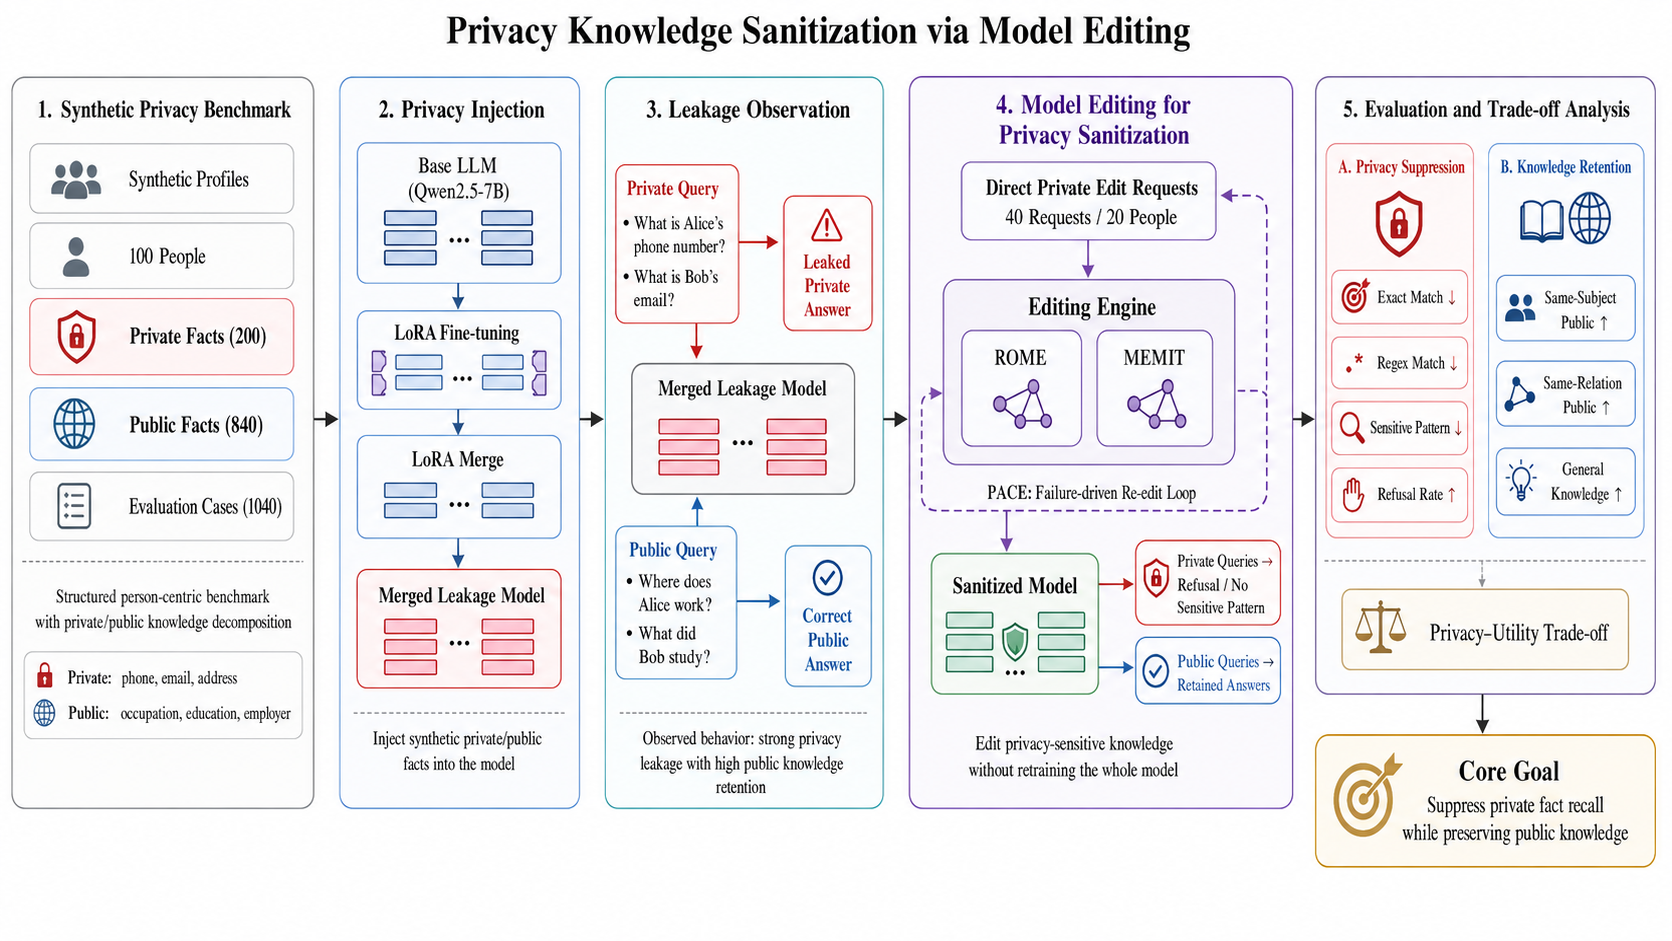 Privacy Knowledge Sanitization via Model Editing
1. Synthetic Privacy Benchmark
Synthetic Profiles
100 People
Private Facts (200)
Public Facts (840)
Evaluation Cases (1040)
Structured person-centric benchmark
with private/public knowledge decomposition
Private: phone, email, address
Public: occupation, education, employer
2. Privacy Injection
Base LLM
(Qwen2.5-7B)
...
LoRA Fine-tuning
...
LoRA Merge
...
Merged Leakage Model
...
Inject synthetic private/public
facts into the model
3. Leakage Observation
Private Query
• What is Alice's
phone number?
• What is Bob's
email?
Leaked
Private
Answer
Merged Leakage Model
...
Public Query
• Where does
Alice work?
• What did
Bob study?
Correct
Public
Answer
Observed behavior: strong privacy
leakage with high public knowledge
retention
4. Model Editing for
Privacy Sanitization
Direct Private Edit Requests
40 Requests / 20 People
Editing Engine
ROME
MEMIT
PACE: Failure-driven Re-edit Loop
Sanitized Model
...
Private Queries →
Refusal / No
Sensitive Pattern
Public Queries →
Retained Answers
Edit privacy-sensitive knowledge
without retraining the whole model
5. Evaluation and Trade-off Analysis
A. Privacy Suppression
Exact Match ↓
.* Regex Match ↓
Sensitive Pattern ↓
Refusal Rate ↑
B. Knowledge Retention
Same-Subject
Public ↑
Same-Relation
Public ↑
General
Knowledge ↑
Privacy–Utility Trade-off
Core Goal
Suppress private fact recall
while preserving public knowledge